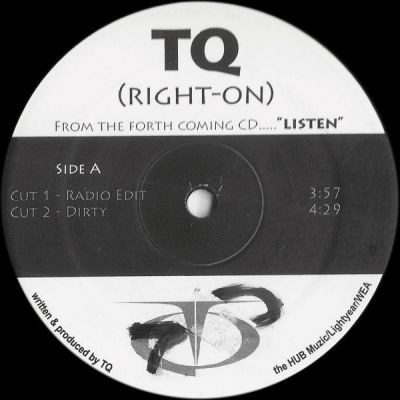 TQ
(RIGHT-ON)
FROM THE FORTH COMING CD....."LISTEN"
SIDE A
CUT 1 - RADIO EDIT 3:57
CUT 2 - DIRTY 4:29
written & produced by TQ
the HUB Muzic/Lightyear/WEA